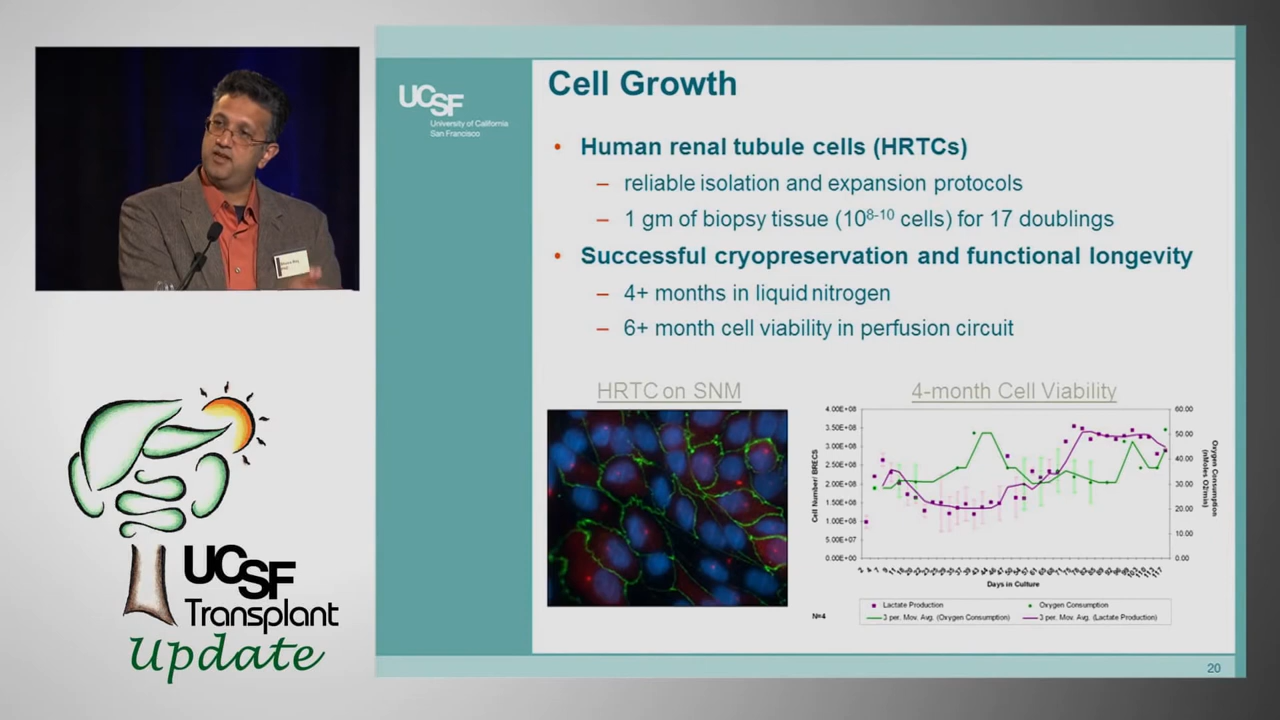 UCSF
University of California
San Francisco
Cell Growth
• Human renal tubule cells (HRTCs)
– reliable isolation and expansion protocols
– 1 gm of biopsy tissue (10⁸⁻¹⁰ cells) for 17 doublings
• Successful cryopreservation and functional longevity
– 4+ months in liquid nitrogen
– 6+ month cell viability in perfusion circuit
HRTC on SNM
4-month Cell Viability
4.00E+08
3.50E+08
3.00E+08
2.50E+08
2.00E+08
1.50E+08
1.00E+08
5.00E+07
0.00E+00
Cell Number/ BRECS
60.00
50.00
40.00
30.00
20.00
10.00
0.00
Oxygen Consumption
(nMoles O2/min)
Days in Culture
Lactate Production
Oxygen Consumption
3 per. Mov. Avg. (Oxygen Consumption)
3 per. Mov. Avg. (Lactate Production)
N=4
20
UCSF
Transplant
Update